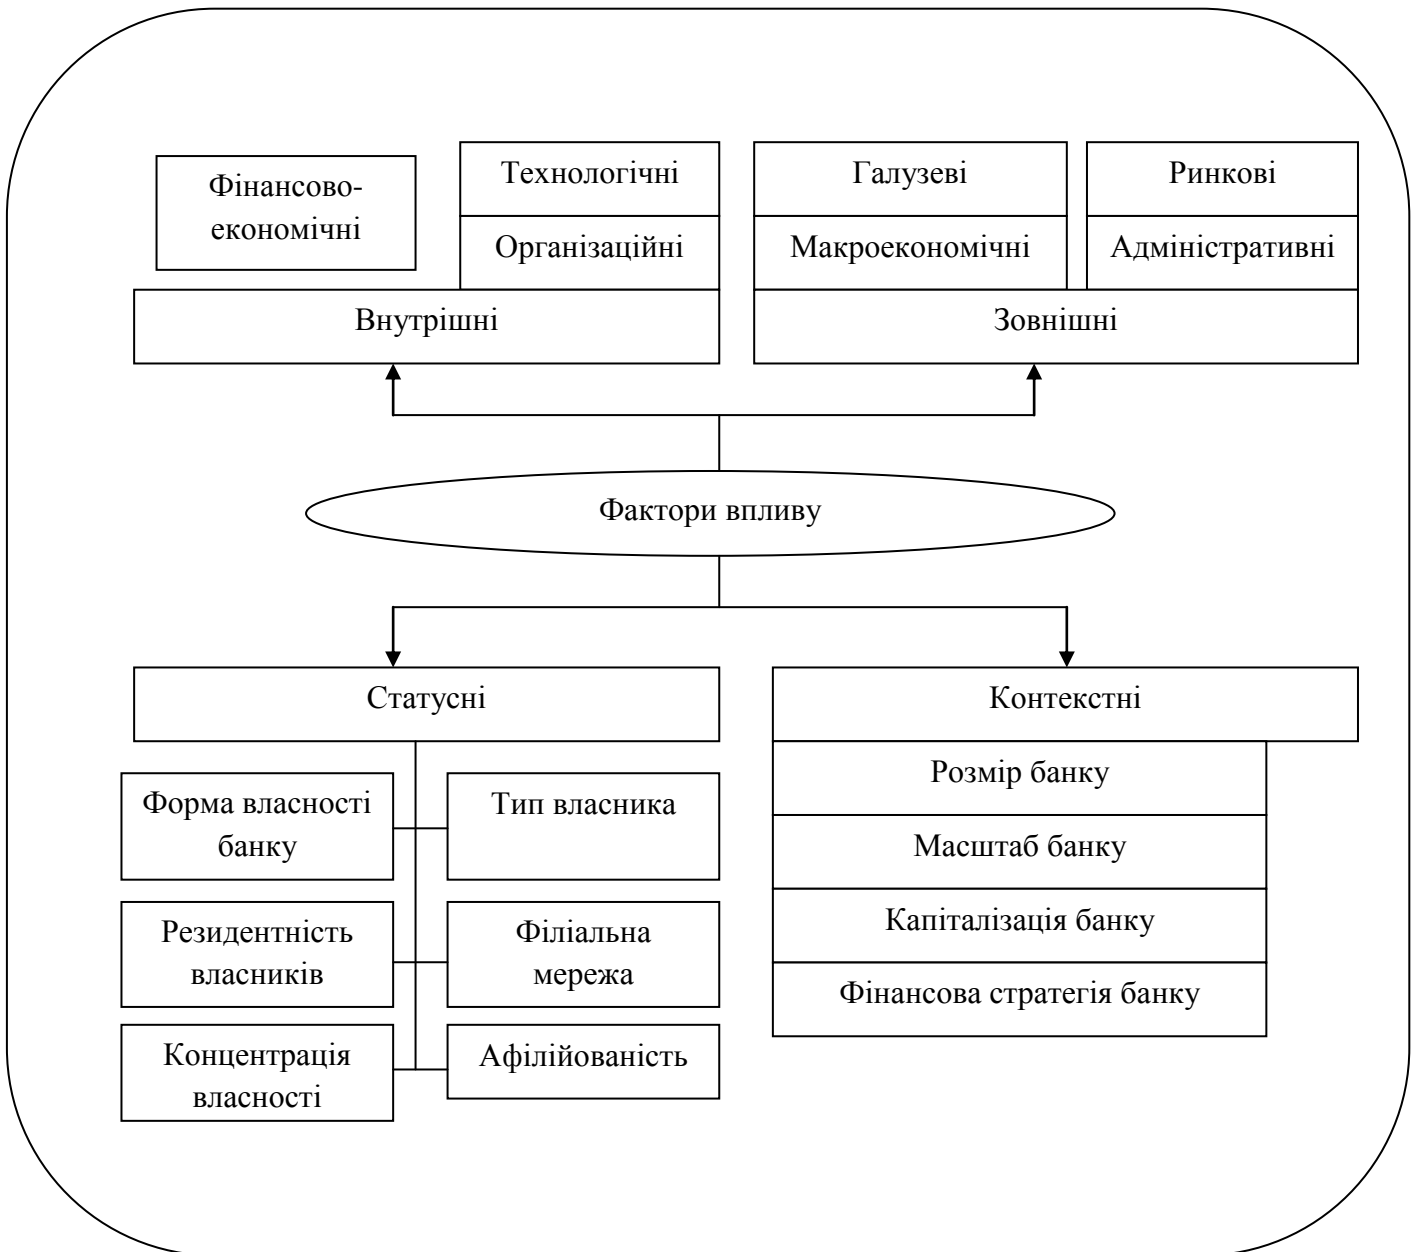 Фінансово-
економічні
Технологічні
Організаційні
Галузеві
Макроекономічні
Ринкові
Адміністративні
Внутрішні
Зовнішні
Фактори впливу
Статусні
Контекстні
Форма власності
банку
Тип власника
Резидентність
власників
Філіальна
мережа
Концентрація
власності
Афілійованість
Розмір банку
Масштаб банку
Капіталізація банку
Фінансова стратегія банку